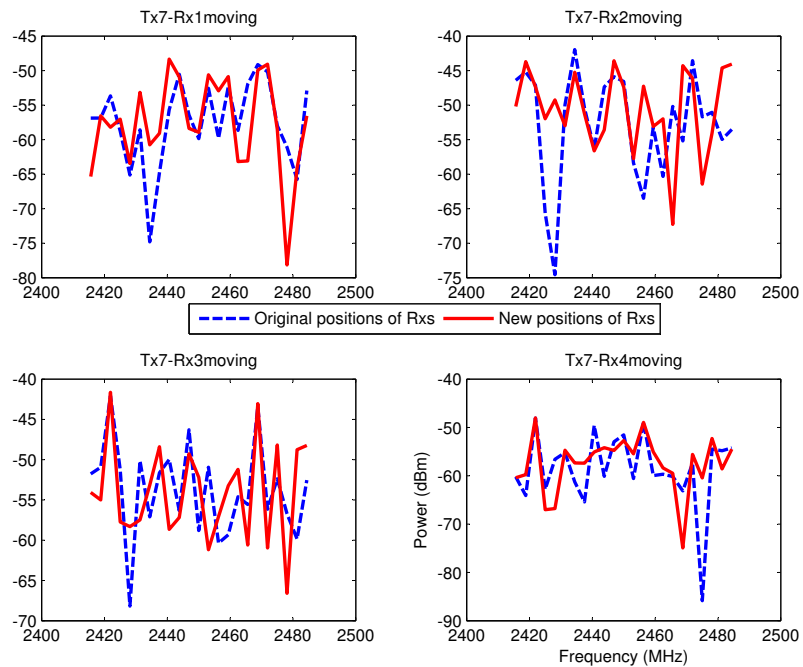 Tx7-Rx1moving
Tx7-Rx2moving
-45
-50
-55
-60
-65
-70
-75
-80
2400 2420 2440 2460 2480 2500
-40
-45
-50
-55
-60
-65
-70
-75
2400 2420 2440 2460 2480 2500
Original positions of Rxs New positions of Rxs
Tx7-Rx3moving
Tx7-Rx4moving
-40
-45
-50
-55
-60
-65
-70
2400 2420 2440 2460 2480 2500
Power (dBm)
-40
-50
-60
-70
-80
-90
2400 2420 2440 2460 2480 2500
Frequency (MHz)